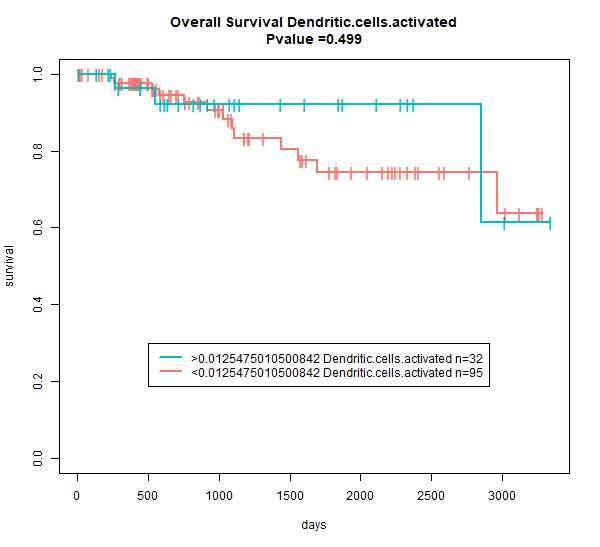 Overall Survival Dendritic.cells.activated
Pvalue =0.499
1.0
0.8
0.6
0.4
0.2
0.0
survival
>0.0125475010500842 Dendritic.cells.activated n=32
<0.0125475010500842 Dendritic.cells.activated n=95
0 500 1000 1500 2000 2500 3000
days